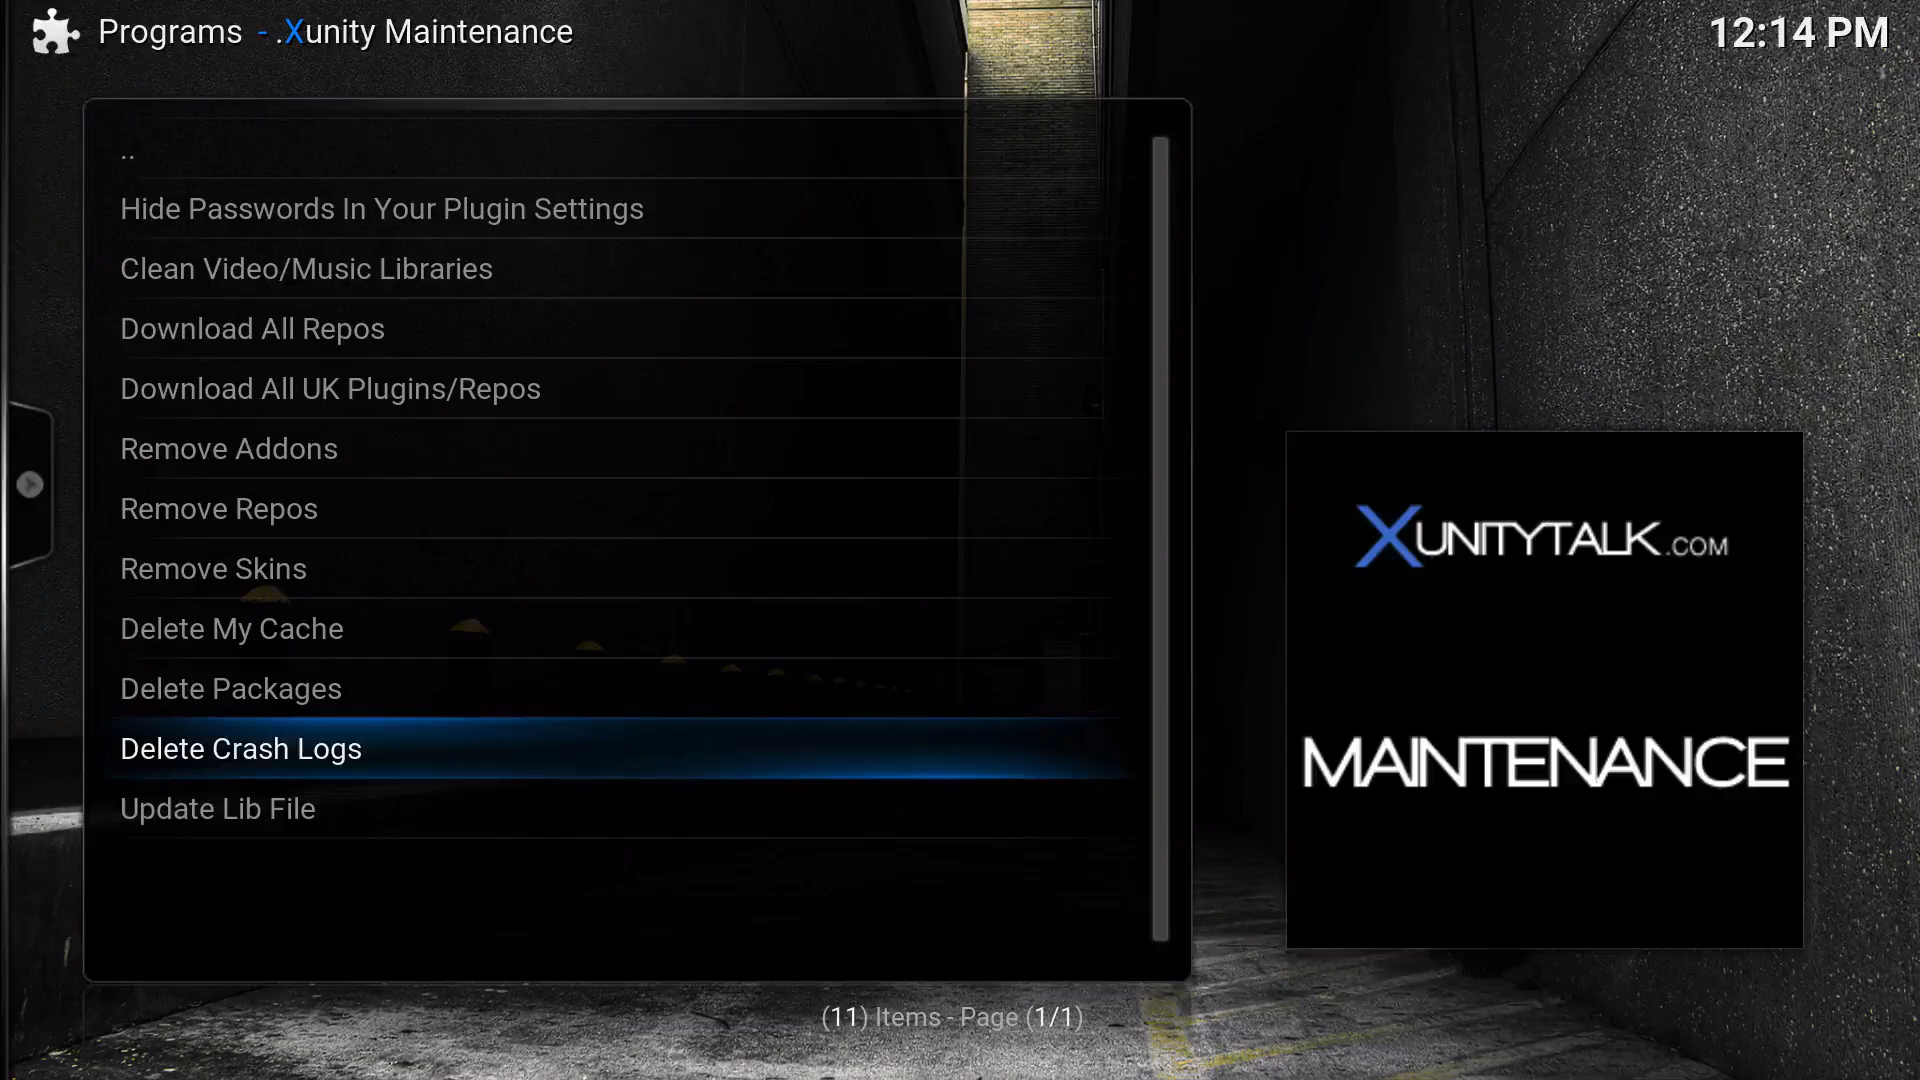 Programs - .Xunity Maintenance
12:14 PM
..
Hide Passwords In Your Plugin Settings
Clean Video/Music Libraries
Download All Repos
Download All UK Plugins/Repos
Remove Addons
Remove Repos
Remove Skins
Delete My Cache
Delete Packages
Delete Crash Logs
Update Lib File
XUNITYTALK.COM
MAINTENANCE
(11) Items - Page (1/1)